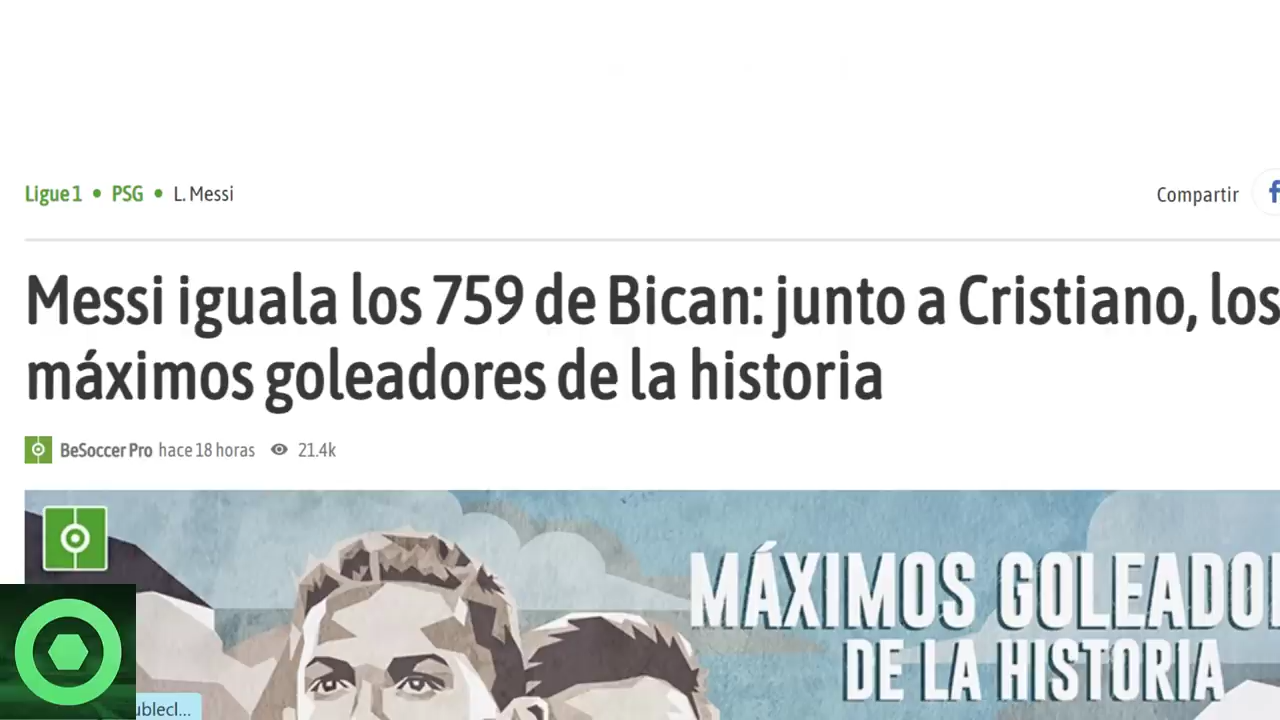 Ligue 1 • PSG • L. Messi
Compartir
Messi iguala los 759 de Bican: junto a Cristiano, los
máximos goleadores de la historia
BeSoccer Pro hace 18 horas 21.4k
MÁXIMOS GOLEADO
DE LA HISTORIA
ublecl...